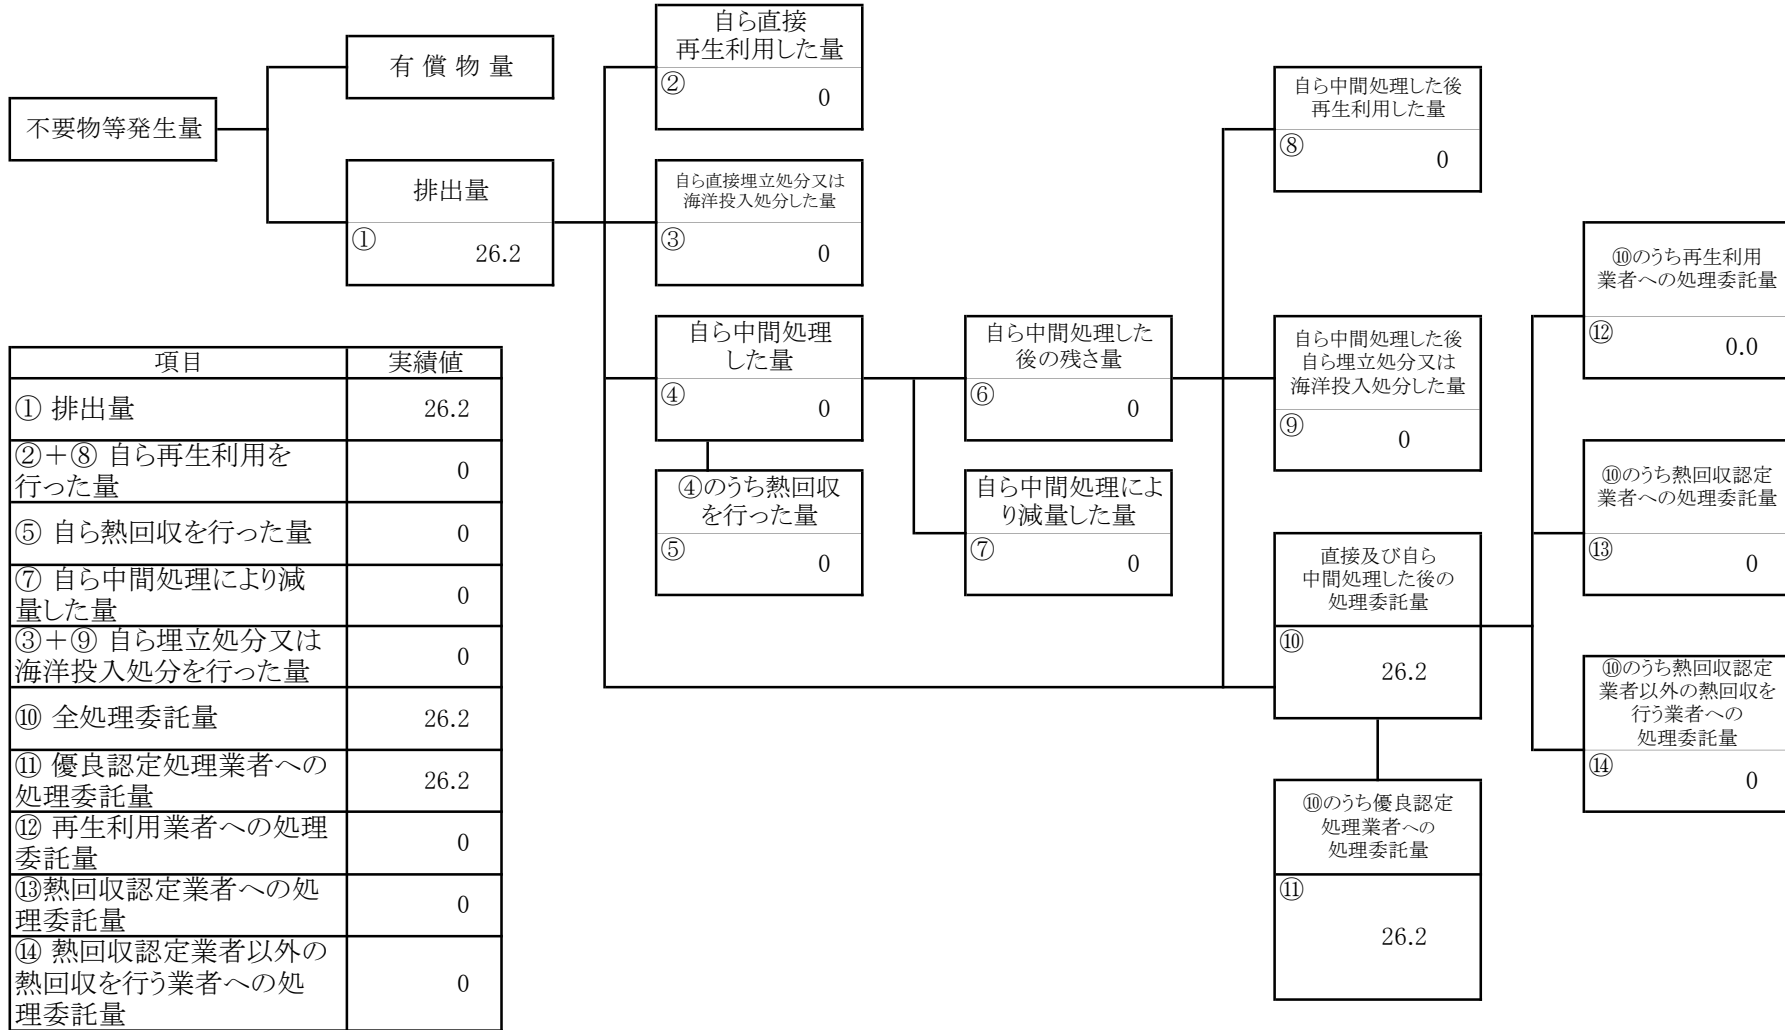 不要物等発生量
有 償 物 量
排出量
①
26.2
自ら直接
再生利用した量
②
0
自ら直接埋立処分又は
海洋投入処分した量
③
0
自ら中間処理
した量
④
0
④のうち熱回収
を行った量
⑤
0
自ら中間処理した
後の残さ量
⑥
0
自ら中間処理によ
り減量した量
⑦
0
自ら中間処理した後
再生利用した量
⑧
0
自ら中間処理した後
自ら埋立処分又は
海洋投入処分した量
⑨
0
直接及び自ら
中間処理した後の
処理委託量
⑩
26.2
⑩のうち優良認定
処理業者への
処理委託量
⑪
26.2
⑩のうち再生利用
業者への処理委託量
⑫
0.0
⑩のうち熱回収認定
業者への処理委託量
⑬
0
⑩のうち熱回収認定
業者以外の熱回収を
行う業者への
処理委託量
⑭
0
項目 実績値
① 排出量 26.2
②＋⑧ 自ら再生利用を
行った量 0
⑤ 自ら熱回収を行った量 0
⑦ 自ら中間処理により減
量した量 0
③＋⑨ 自ら埋立処分又は
海洋投入処分を行った量 0
⑩ 全処理委託量 26.2
⑪ 優良認定処理業者への
処理委託量 26.2
⑫ 再生利用業者への処理
委託量 0
⑬熱回収認定業者への処
理委託量 0
⑭ 熱回収認定業者以外の
熱回収を行う業者への処
理委託量 0